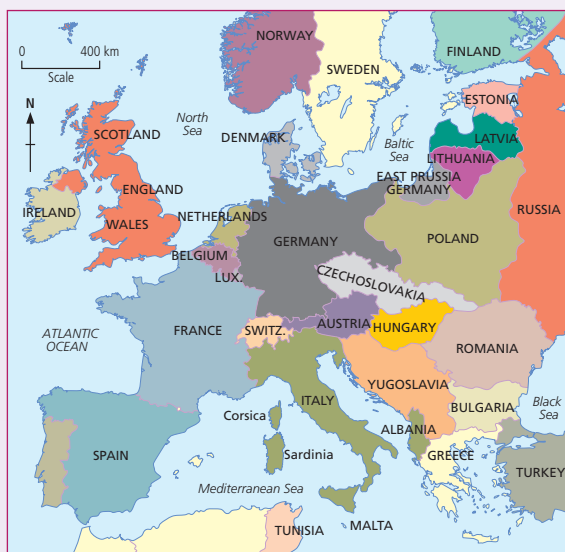 NORWAY
SWEDEN
FINLAND
0 400 km
Scale
N
North
Sea
ESTONIA
SCOTLAND
DENMARK
Baltic
Sea
LATVIA
LITHUANIA
EAST PRUSSIA
GERMANY
ENGLAND
IRELAND
WALES
NETHERLANDS
RUSSIA
GERMANY
POLAND
BELGIUM
LUX.
CZECHOSLOVAKIA
ATLANTIC
OCEAN
FRANCE
SWITZ.
AUSTRIA
HUNGARY
ROMANIA
YUGOSLAVIA
ITALY
BULGARIA
Black
Sea
Corsica
ALBANIA
SPAIN
Sardinia
GREECE
TURKEY
Mediterranean Sea
TUNISIA
MALTA